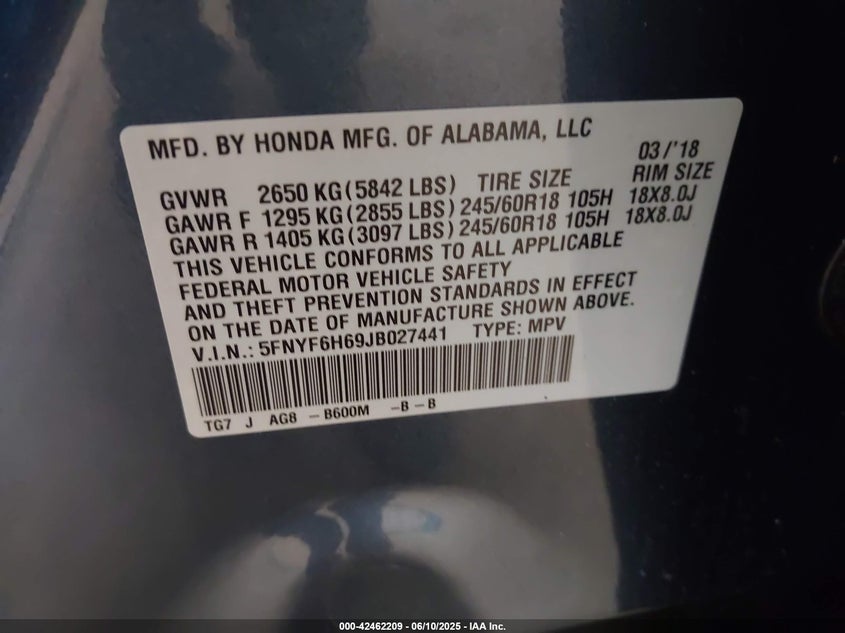 MFD. BY HONDA MFG. OF ALABAMA, LLC
03/'18
GVWR 2650 KG(5842 LBS) TIRE SIZE RIM SIZE
GAWR F 1295 KG(2855 LBS) 245/60R18 105H 18X8.0J
GAWR R 1405 KG(3097 LBS) 245/60R18 105H 18X8.0J
THIS VEHICLE CONFORMS TO ALL APPLICABLE
FEDERAL MOTOR VEHICLE SAFETY
AND THEFT PREVENTION STANDARDS IN EFFECT
ON THE DATE OF MANUFACTURE SHOWN ABOVE.
V.I.N.: 5FNYF6H69JB027441 TYPE: MPV
TG7 J AG8 -B600M -B-B
000-42462209 - 06/10/2025 - IAA Inc.